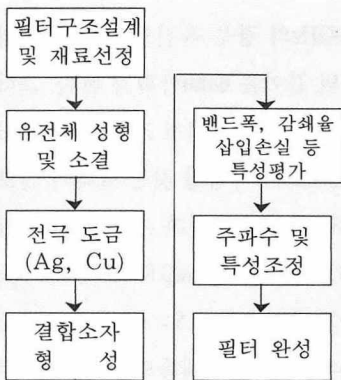 필터구조설계
및 재료선정
유전체 성형
및 소결
전극 도금
(Ag, Cu)
결합소자
형 성
밴드폭, 감쇄율
삽입손실 등
특성평가
주파수 및
특성조정
필터 완성